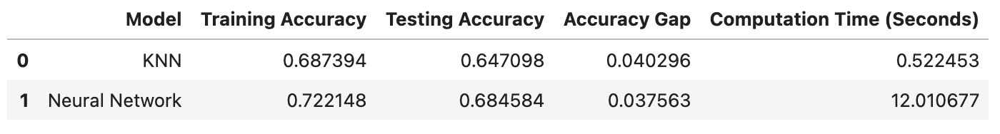 Model Training Accuracy Testing Accuracy Accuracy Gap Computation Time (Seconds)
0 KNN 0.687394 0.647098 0.040296 0.522453
1 Neural Network 0.722148 0.684584 0.037563 12.010677